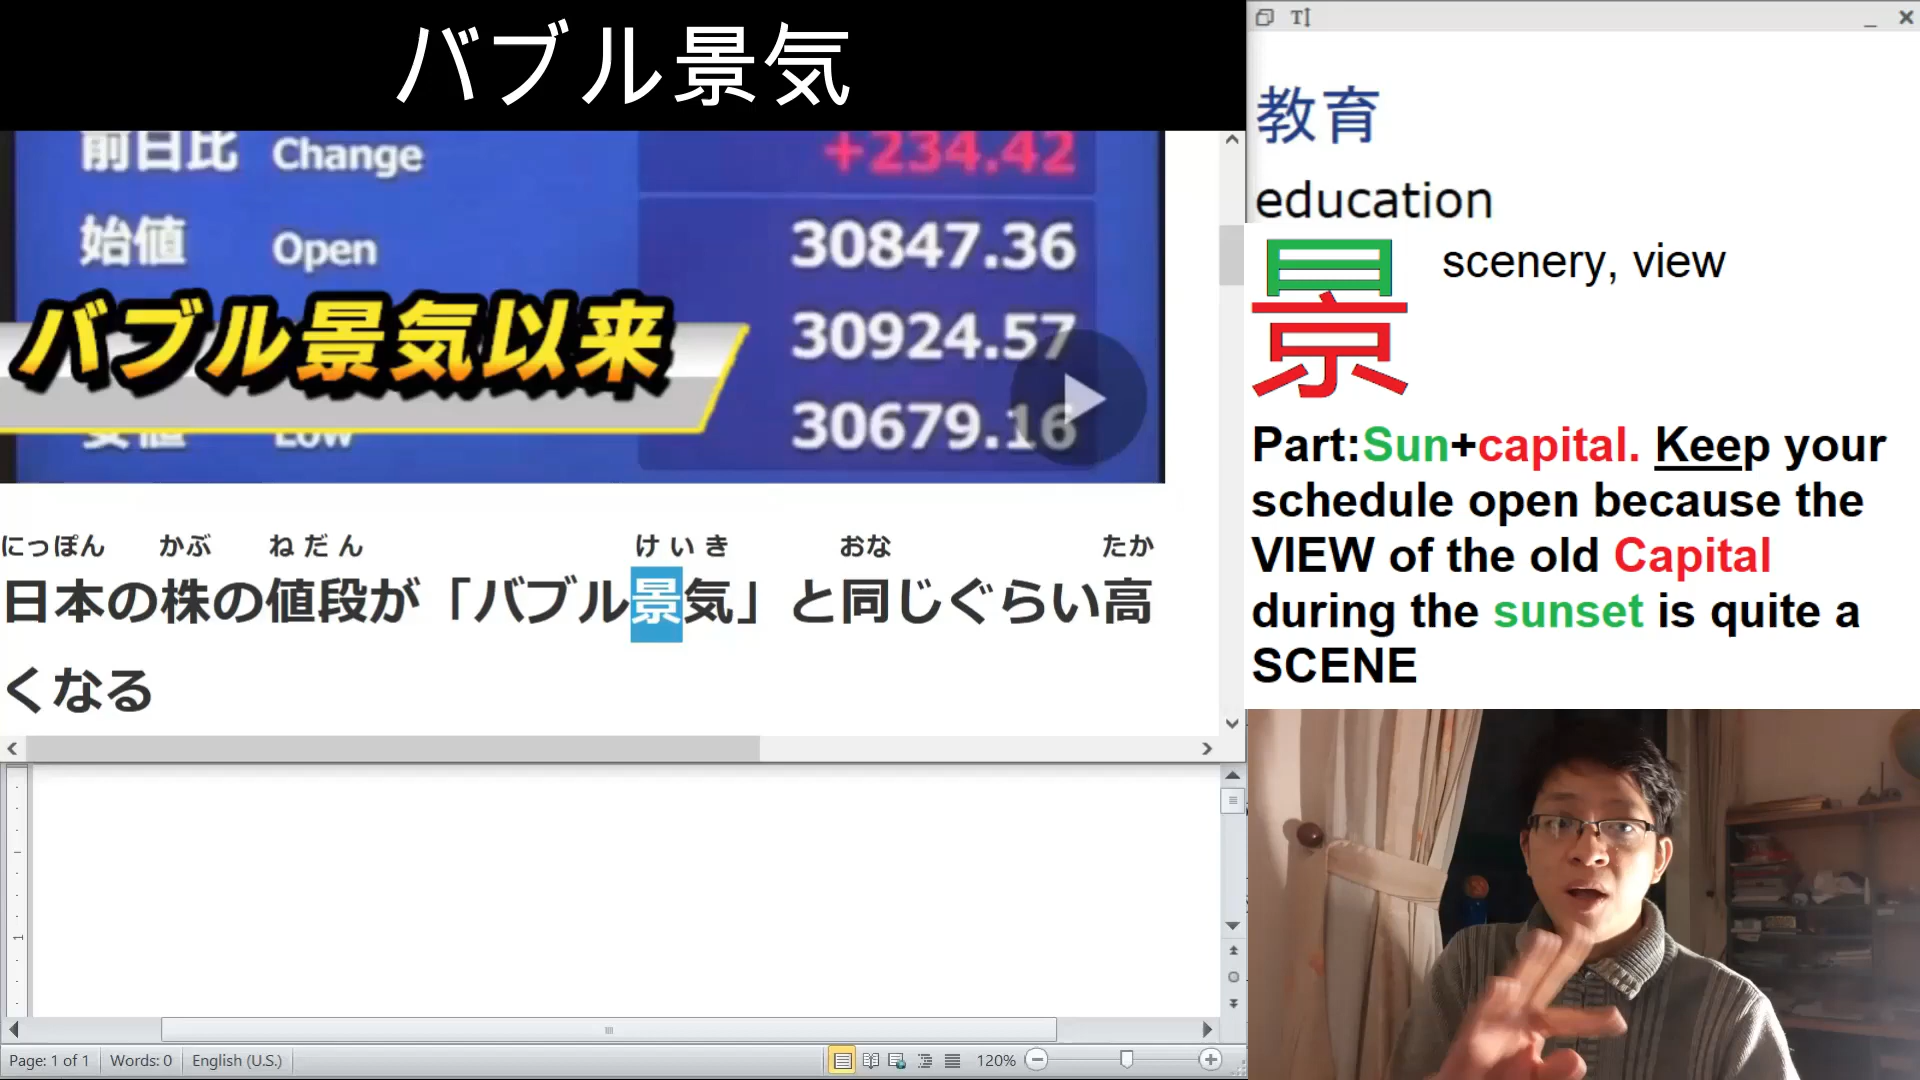 バブル景気
前日比 Change +234.42
始値 Open 30847.36
バブル景気以来
30924.57
安値 Low 30679.16
にっぽん かぶ ねだん けいき おな たか
日本の株の値段が「バブル景気」と同じぐらい高
くなる
教育
education
景 scenery, view
Part:Sun+capital. Keep your
schedule open because the
VIEW of the old Capital
during the sunset is quite a
SCENE
Page: 1 of 1 Words: 0 English (U.S.) 120%